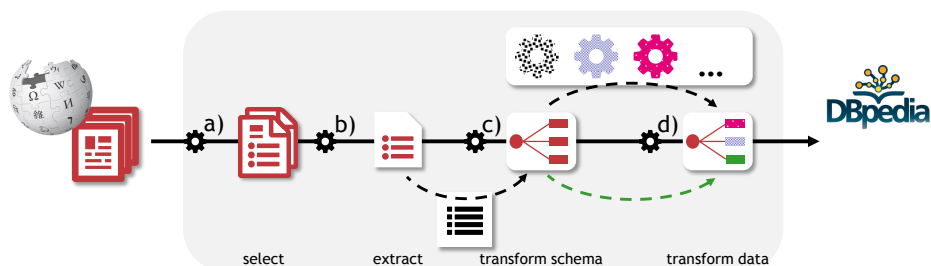 ...
a)
b)
c)
d)
DBpedia
select
extract
transform schema
transform data